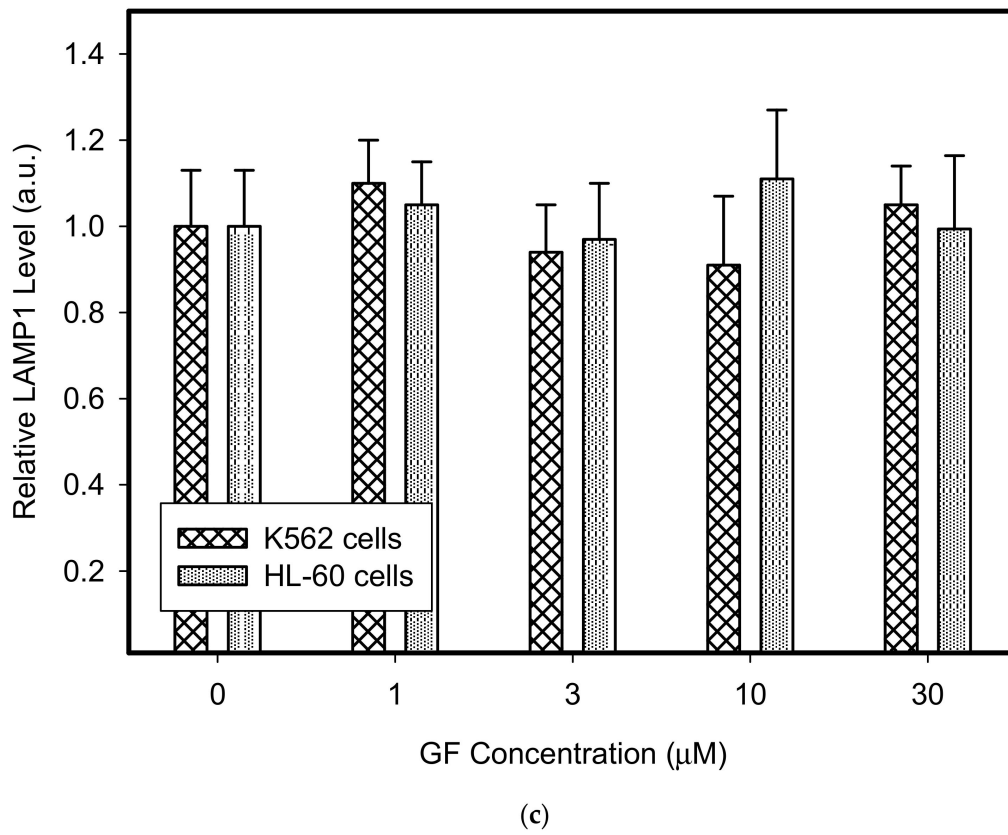 Relative LAMP1 Level (a.u.)
1.4
1.2
1.0
0.8
0.6
0.4
0.2
K562 cells
HL-60 cells
0 1 3 10 30
GF Concentration (μM)
(c)